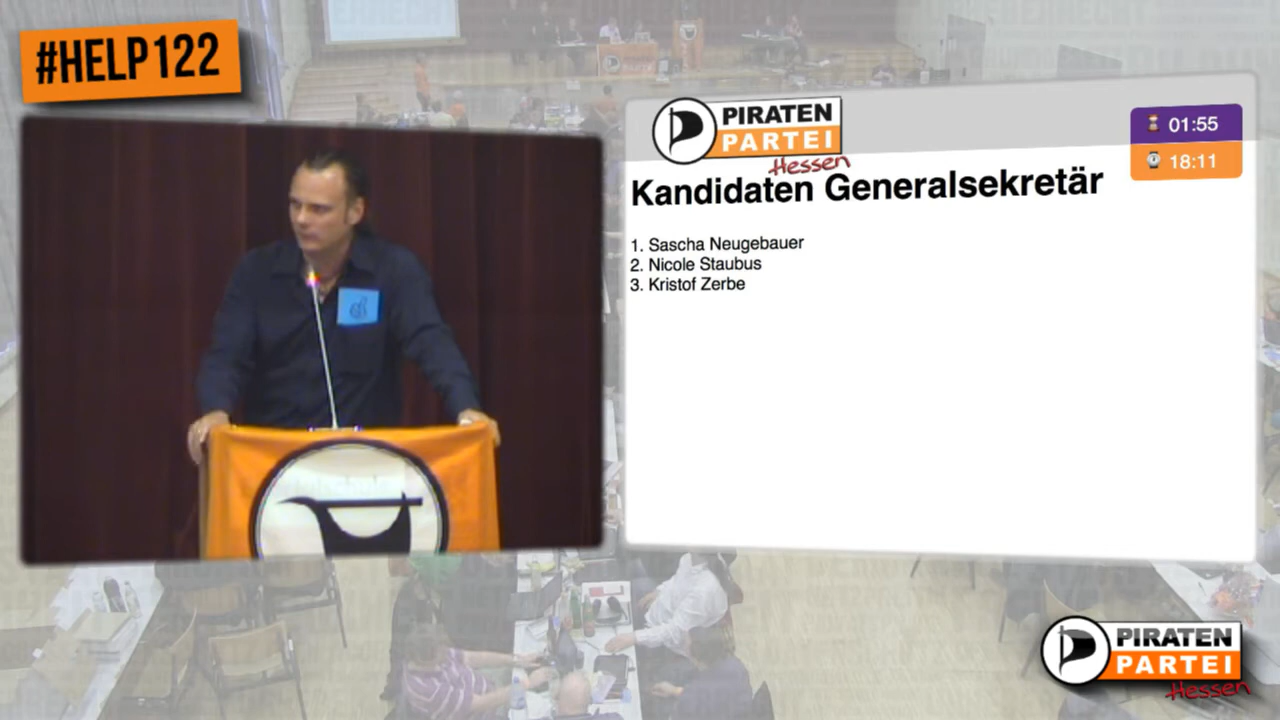 #HELP122
PIRATEN
PARTEI
Hessen
01:55
18:11
Kandidaten Generalsekretär
1. Sascha Neugebauer
2. Nicole Staubus
3. Kristof Zerbe
PIRATEN
PARTEI
Hessen